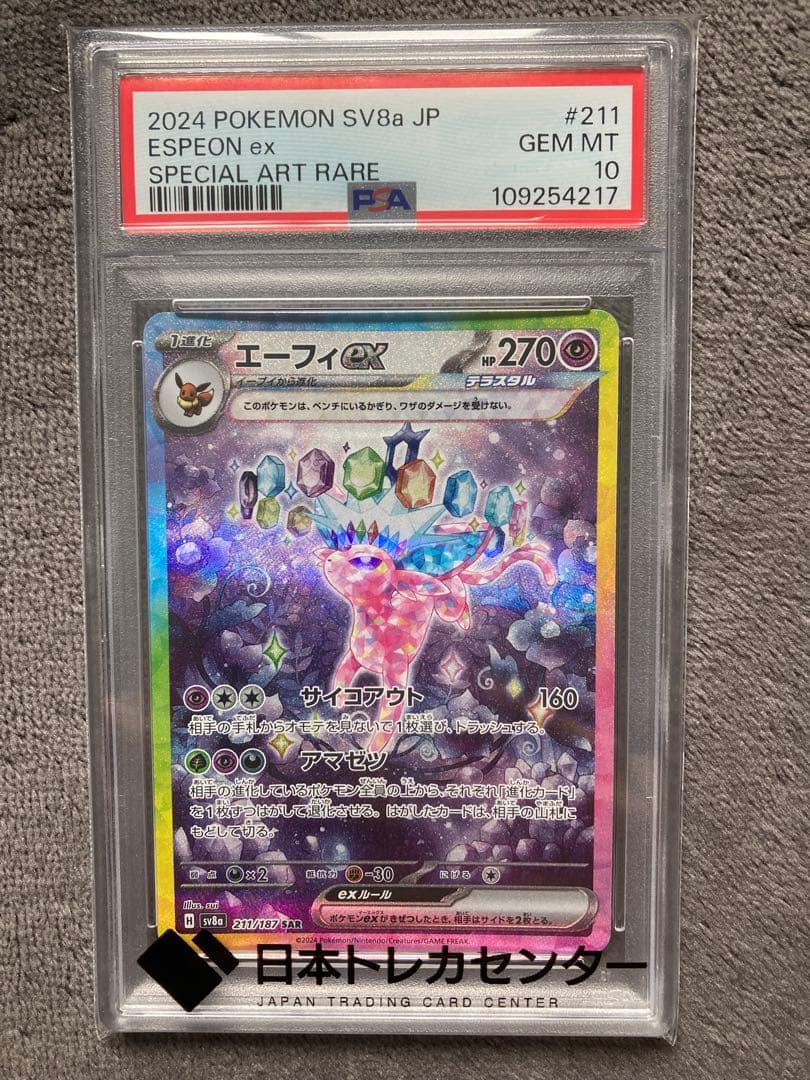 2024 POKEMON SV8a JP #211
ESPEON ex GEM MT
SPECIAL ART RARE 10
PSA 109254217
1進化 エーフィex HP270
イーブイから進化 テラスタル
このポケモンは、ベンチにいるかぎり、ワザのダメージを受けない。
サイコアウト 160
相手の手札からオモテを見ないで1枚選び、トラッシュする。
アマゼツ
相手の進化しているポケモン全員の上から、それぞれ「進化カード」
を1枚ずつはがして退化させる。はがしたカードは、相手の山札に
もどして切る。
弱点 ×2 抵抗力 -30 にげる
exルール
ポケモンexがきぜつしたとき、相手はサイドを2枚とる。
Illus. sui
H sv8a 211/187 SAR
©2024 Pokémon/Nintendo/Creatures/GAME FREAK.
日本トレカセンター
JAPAN TRADING CARD CENTER